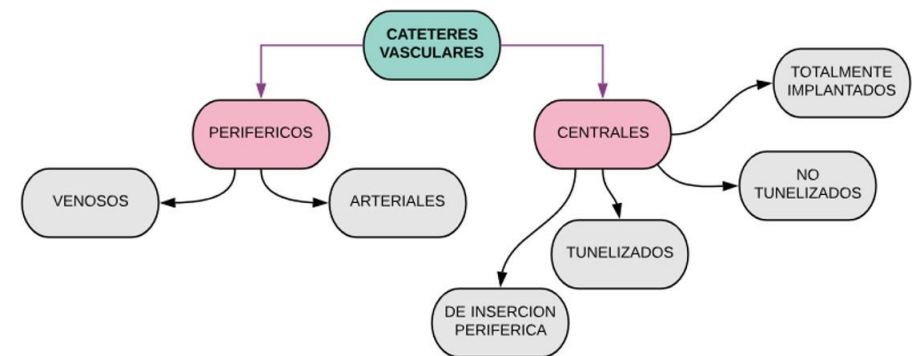 CATETERES
VASCULARES
PERIFERICOS
CENTRALES
TOTALMENTE
IMPLANTADOS
VENOSOS
ARTERIALES
NO
TUNELIZADOS
TUNELIZADOS
DE INSERCION
PERIFERICA